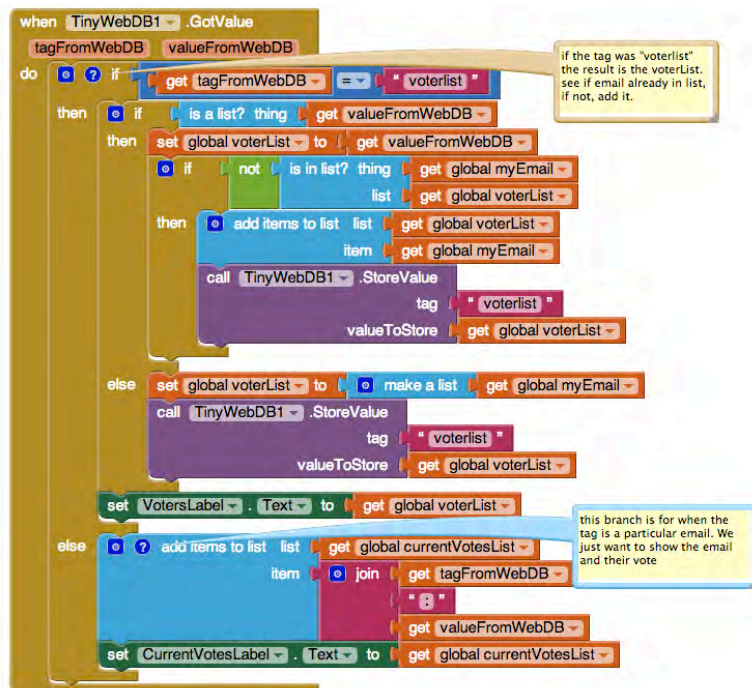 when TinyWebDB1 .GotValue
tagFromWebDB valueFromWebDB
do ? if get tagFromWebDB = " voterlist "
if the tag was "voterlist"
the result is the voterList.
see if email already in list,
if not, add it.
then if is a list? thing get valueFromWebDB
then set global voterList to get valueFromWebDB
if not is in list? thing get global myEmail
list get global voterList
then add items to list list get global voterList
item get global myEmail
call TinyWebDB1 .StoreValue
tag " voterlist "
valueToStore get global voterList
else set global voterList to make a list get global myEmail
call TinyWebDB1 .StoreValue
tag " voterlist "
valueToStore get global voterList
set VotersLabel . Text to get global voterList
this branch is for when the
tag is a particular email. We
just want to show the email
and their vote
else ? add items to list list get global currentVotesList
item join get tagFromWebDB
" : "
get valueFromWebDB
set CurrentVotesLabel . Text to get global currentVotesList